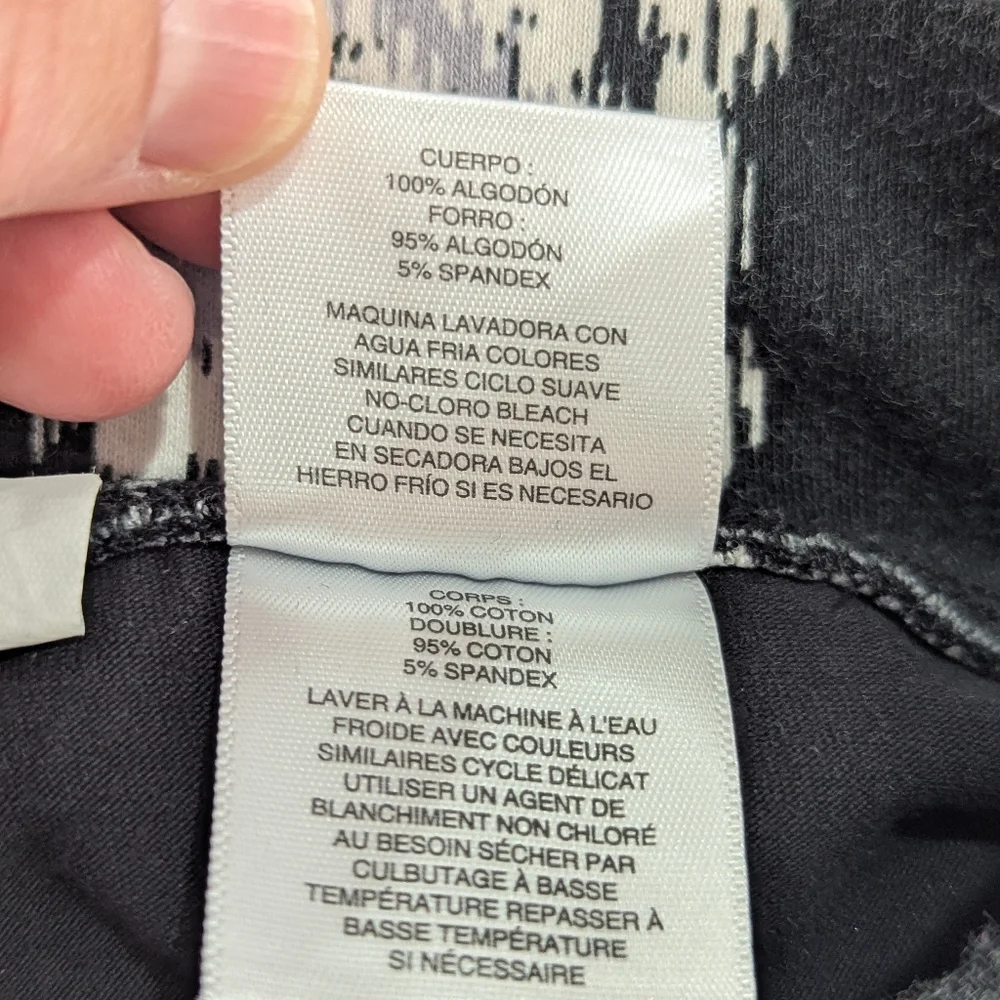 CUERPO :
100% ALGODÓN
FORRO :
95% ALGODÓN
5% SPANDEX
MAQUINA LAVADORA CON
AGUA FRIA COLORES
SIMILARES CICLO SUAVE
NO-CLORO BLEACH
CUANDO SE NECESITA
EN SECADORA BAJOS EL
HIERRO FRÍO SI ES NECESARIO
CORPS :
100% COTON
DOUBLURE :
95% COTON
5% SPANDEX
LAVER À LA MACHINE À L'EAU
FROIDE AVEC COULEURS
SIMILAIRES CYCLE DÉLICAT
UTILISER UN AGENT DE
BLANCHIMENT NON CHLORÉ
AU BESOIN SÉCHER PAR
CULBUTAGE À BASSE
TEMPÉRATURE REPASSER À
BASSE TEMPÉRATURE
SI NÉCESSAIRE